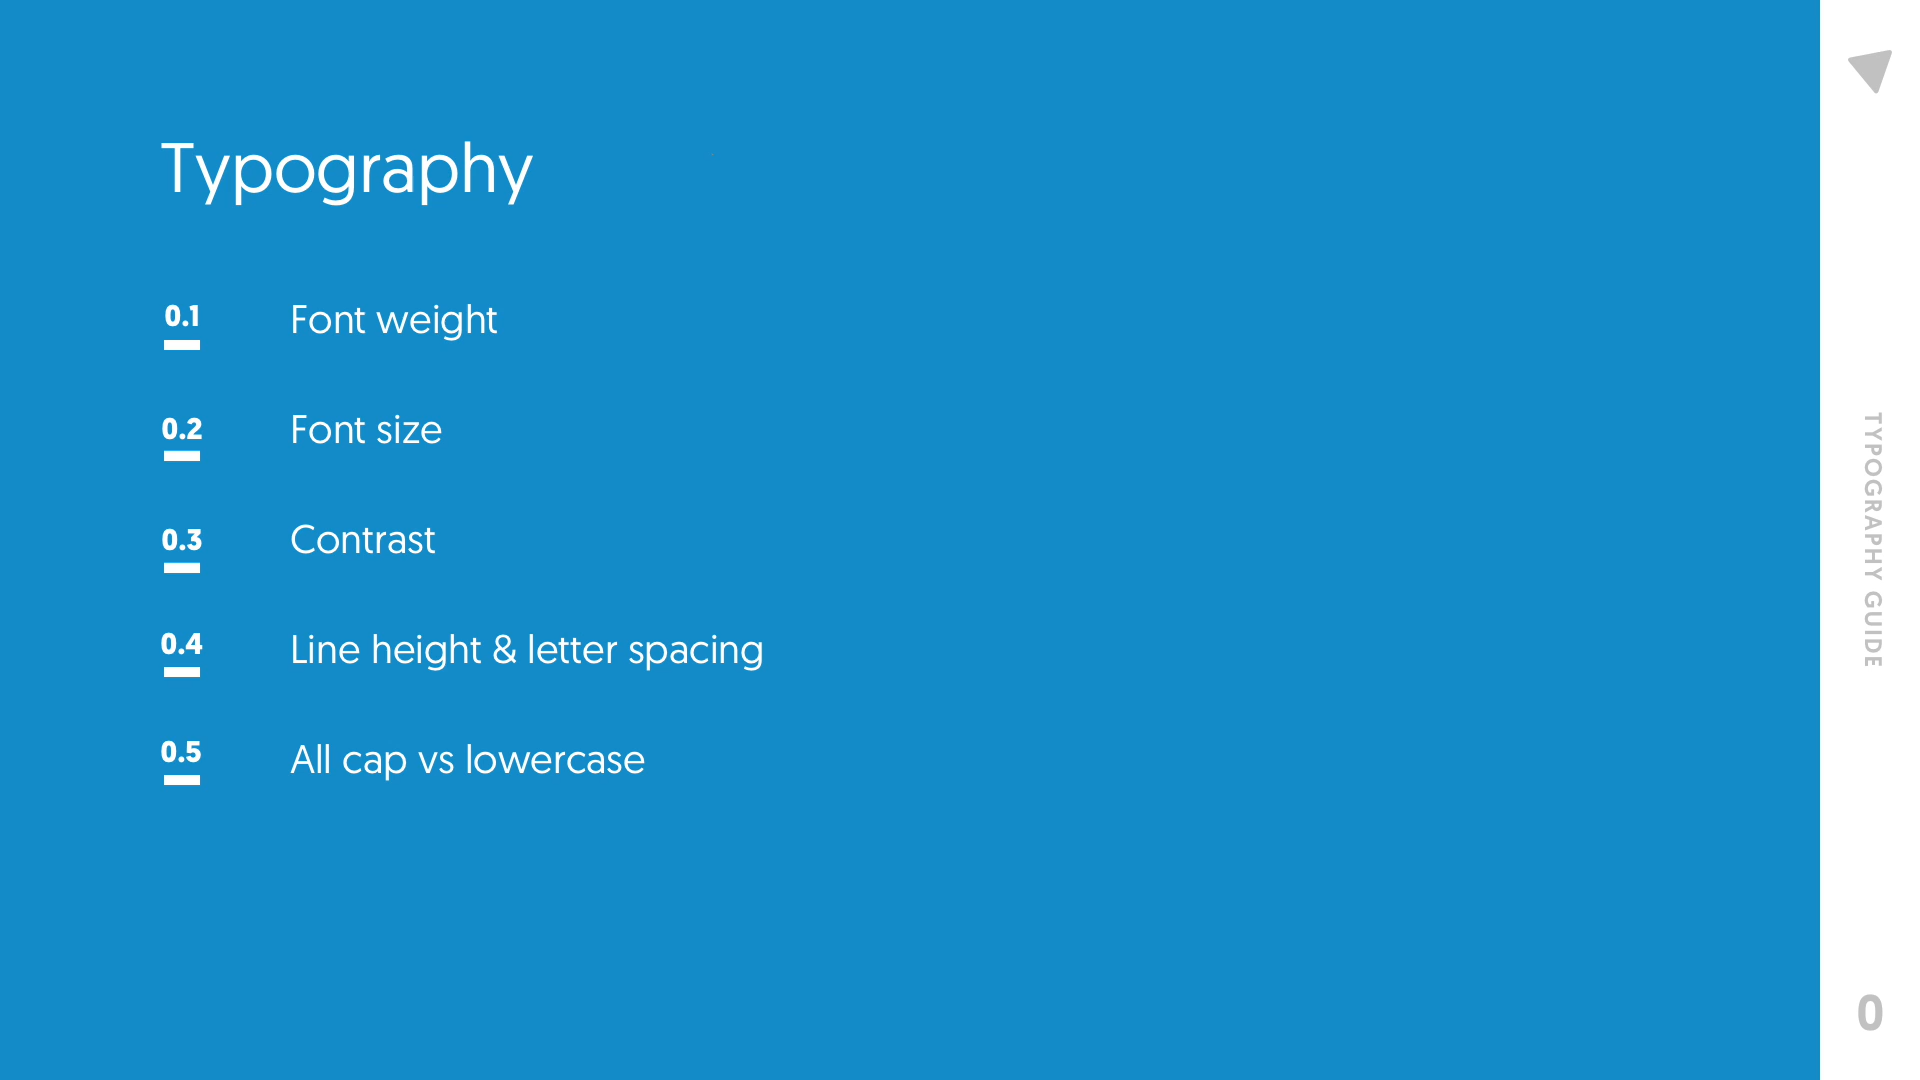 Typography
0.1 Font weight
0.2 Font size
0.3 Contrast
0.4 Line height & letter spacing
0.5 All cap vs lowercase
TYPOGRAPHY GUIDE
0